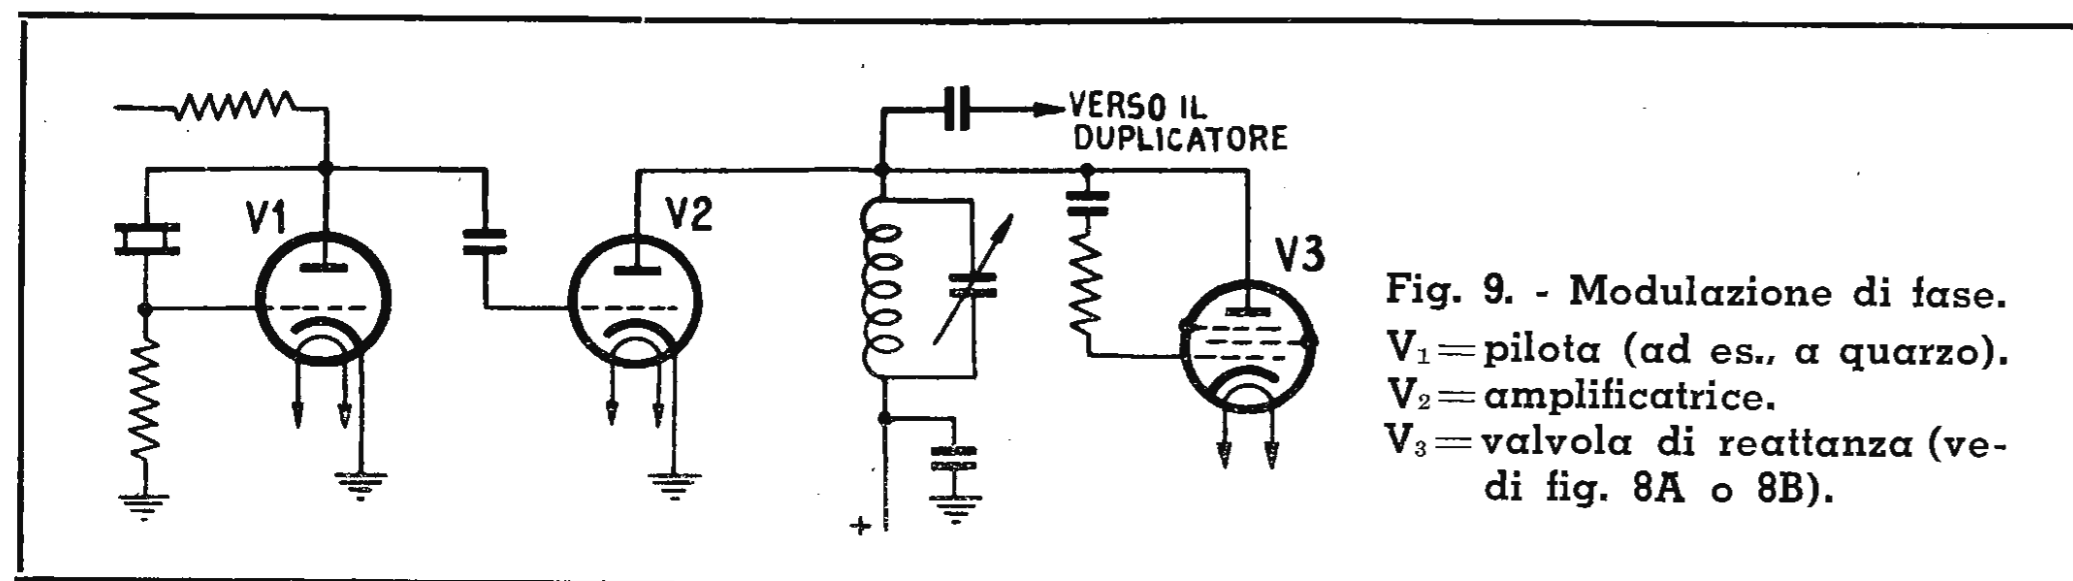 VERSO IL
DUPLICATORE
V1
V2
V3
+
Fig. 9. - Modulazione di fase.
V₁=pilota (ad es., a quarzo).
V₂=amplificatrice.
V₃=valvola di reattanza (ve-
di fig. 8A o 8B).